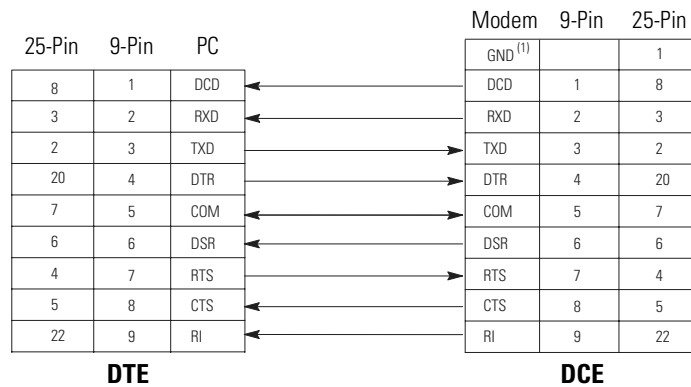 Modem 9-Pin 25-Pin
25-Pin 9-Pin PC
GND (1) 1
8 1 DCD DCD 1 8
3 2 RXD RXD 2 3
2 3 TXD TXD 3 2
20 4 DTR DTR 4 20
7 5 COM COM 5 7
6 6 DSR DSR 6 6
4 7 RTS RTS 7 4
5 8 CTS CTS 8 5
22 9 RI RI 9 22
DTE DCE